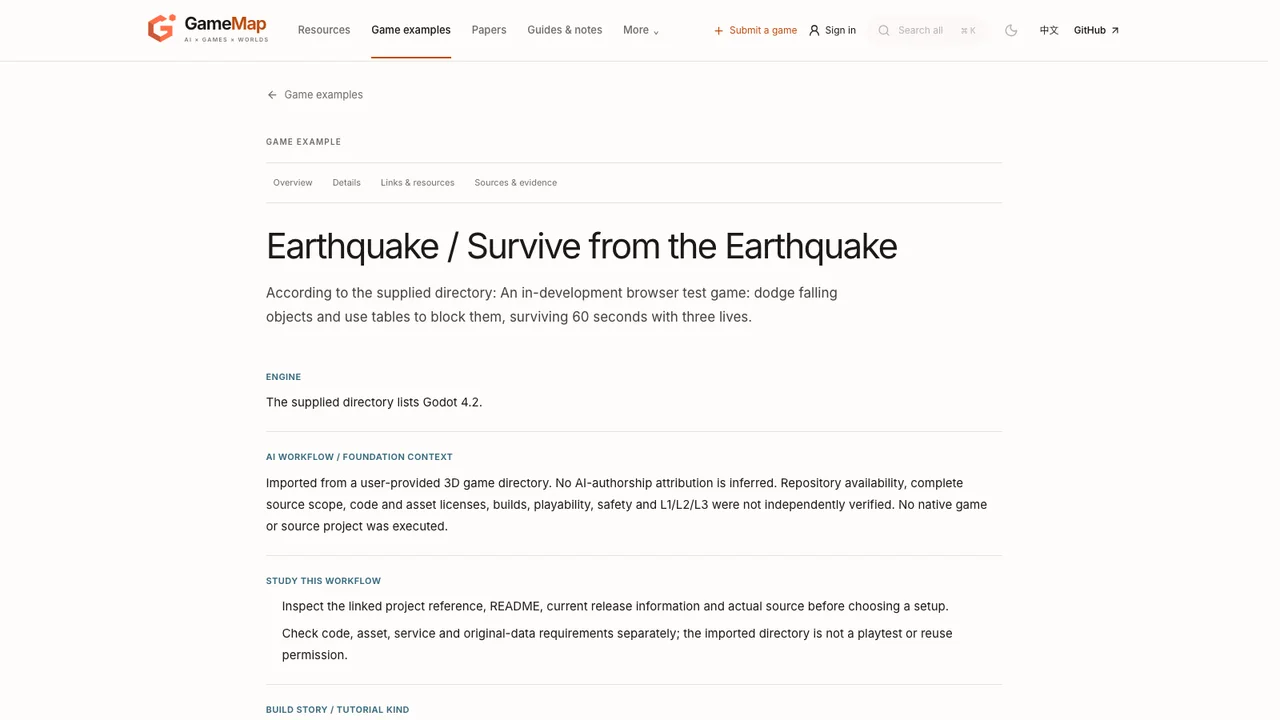 GameMap
AI × GAMES × WORLDS
Resources
Game examples
Papers
Guides & notes
More
Submit a game
Sign in
Search all
⌘ K
中文
GitHub ↗
← Game examples
GAME EXAMPLE
Overview
Details
Links & resources
Sources & evidence
Earthquake / Survive from the Earthquake
According to the supplied directory: An in-development browser test game: dodge falling
objects and use tables to block them, surviving 60 seconds with three lives.
ENGINE
The supplied directory lists Godot 4.2.
AI WORKFLOW / FOUNDATION CONTEXT
Imported from a user-provided 3D game directory. No AI-authorship attribution is inferred. Repository availability, complete
source scope, code and asset licenses, builds, playability, safety and L1/L2/L3 were not independently verified. No native game
or source project was executed.
STUDY THIS WORKFLOW
Inspect the linked project reference, README, current release information and actual source before choosing a setup.
Check code, asset, service and original-data requirements separately; the imported directory is not a playtest or reuse
permission.
BUILD STORY / TUTORIAL KIND